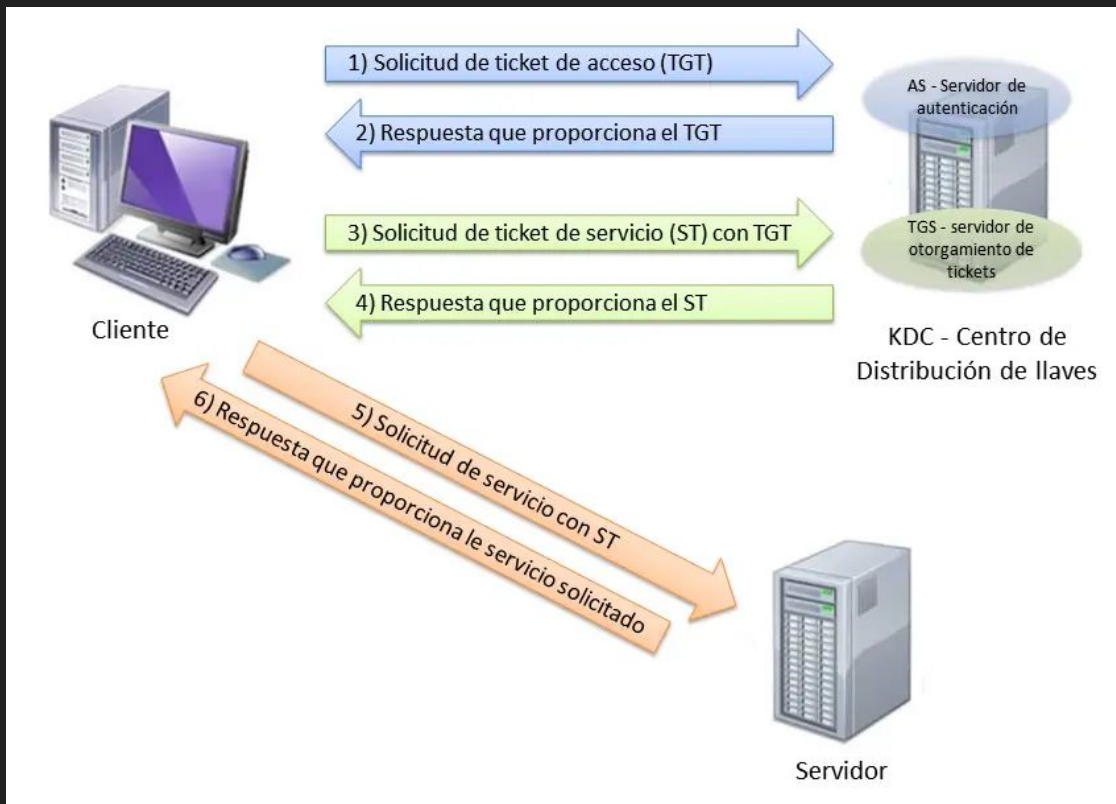 1) Solicitud de ticket de acceso (TGT)
AS - Servidor de
autenticación
2) Respuesta que proporciona el TGT
3) Solicitud de ticket de servicio (ST) con TGT
TGS - servidor de
otorgamiento de
tickets
4) Respuesta que proporciona el ST
Cliente
KDC - Centro de
Distribución de llaves
5) Solicitud de servicio con ST
6) Respuesta que proporciona le servicio solicitado
Servidor